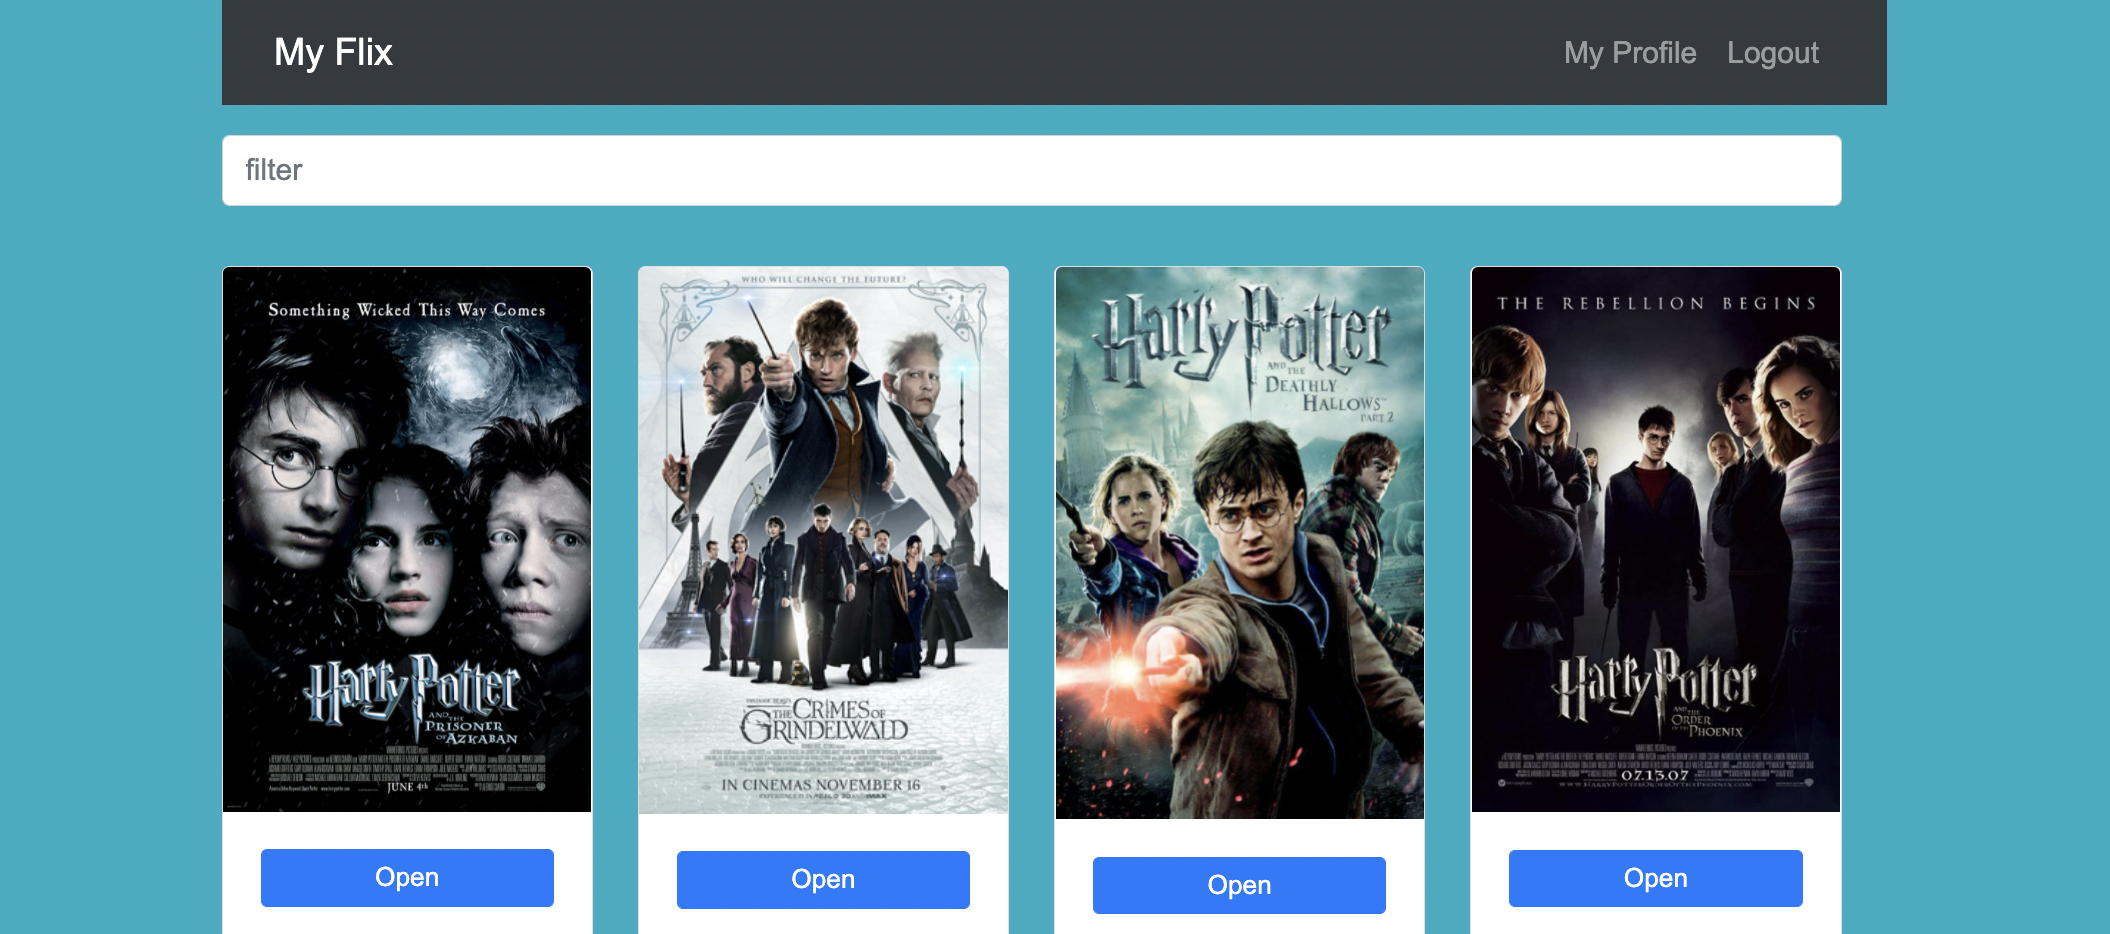 My Flix
My Profile Logout
filter
Something Wicked This Way Comes
Harry Potter
AND THE
PRISONER
OF AZKABAN
JUNE 4th
Open
WHO WILL CHANGE THE FUTURE?
THE CRIMES OF
GRINDELWALD
IN CINEMAS NOVEMBER 16
Open
Harry Potter
AND THE
DEATHLY
HALLOWS
PART 2
Open
THE REBELLION BEGINS
Harry Potter
AND THE
ORDER
OF THE PHOENIX
07.13.07
Open